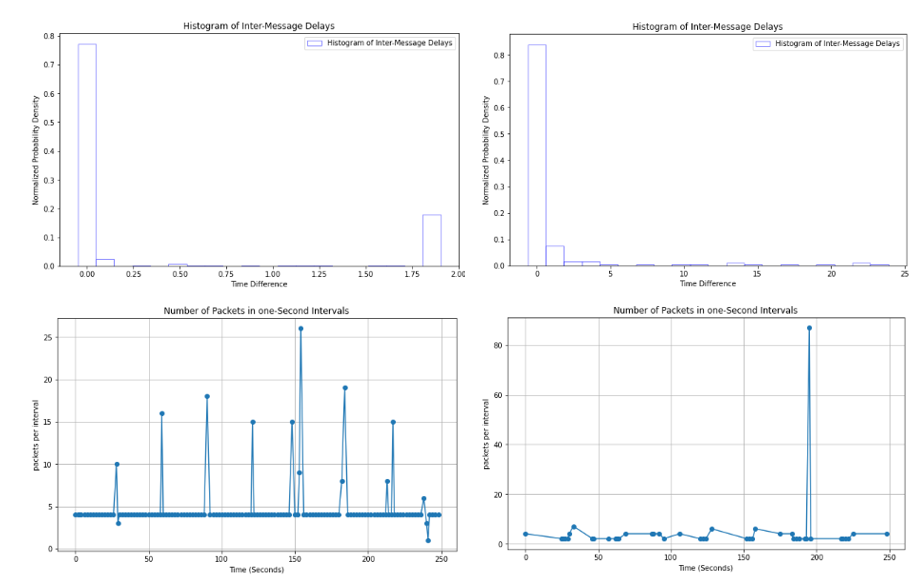 Histogram of Inter-Message Delays
Histogram of Inter-Message Delays
Normalized Probability Density
0.8
0.7
0.6
0.5
0.4
0.3
0.2
0.1
0.0
0.00 0.25 0.50 0.75 1.00 1.25 1.50 1.75 2.00
Time Difference
Histogram of Inter-Message Delays
Histogram of Inter-Message Delays
Normalized Probability Density
0.8
0.7
0.6
0.5
0.4
0.3
0.2
0.1
0.0
0 5 10 15 20 25
Time Difference
Number of Packets in one-Second Intervals
packets per interval
25
20
15
10
5
0
0 50 100 150 200 250
Time (Seconds)
Number of Packets in one-Second Intervals
packets per interval
80
60
40
20
0
0 50 100 150 200 250
Time (Seconds)